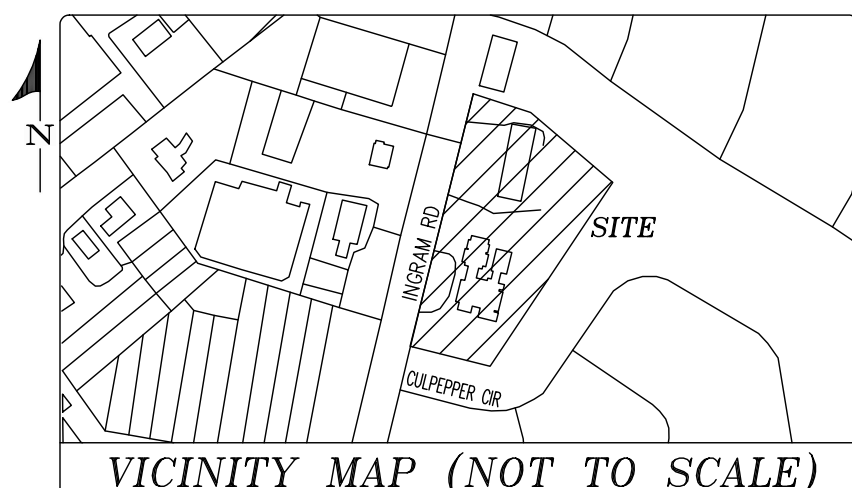 N
SITE
INGRAM RD
CULPEPPER CIR
VICINITY MAP (NOT TO SCALE)